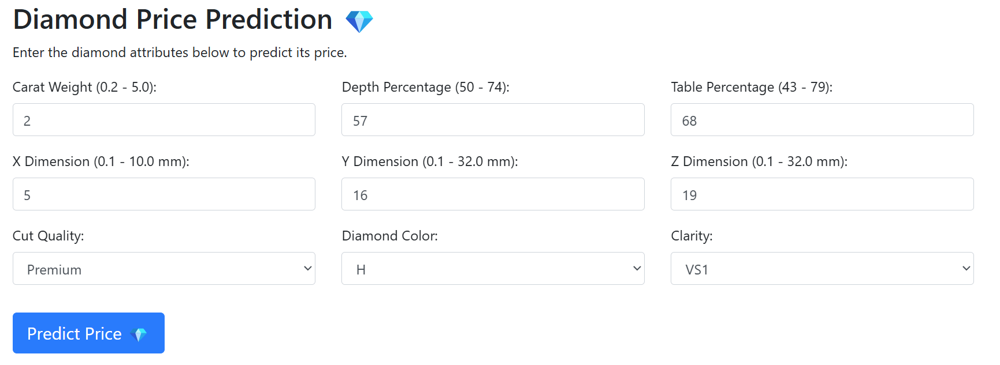 Diamond Price Prediction 💎
Enter the diamond attributes below to predict its price.
Carat Weight (0.2 - 5.0): Depth Percentage (50 - 74): Table Percentage (43 - 79):
2 57 68
X Dimension (0.1 - 10.0 mm): Y Dimension (0.1 - 32.0 mm): Z Dimension (0.1 - 32.0 mm):
5 16 19
Cut Quality: Diamond Color: Clarity:
Premium H VS1
Predict Price 💎